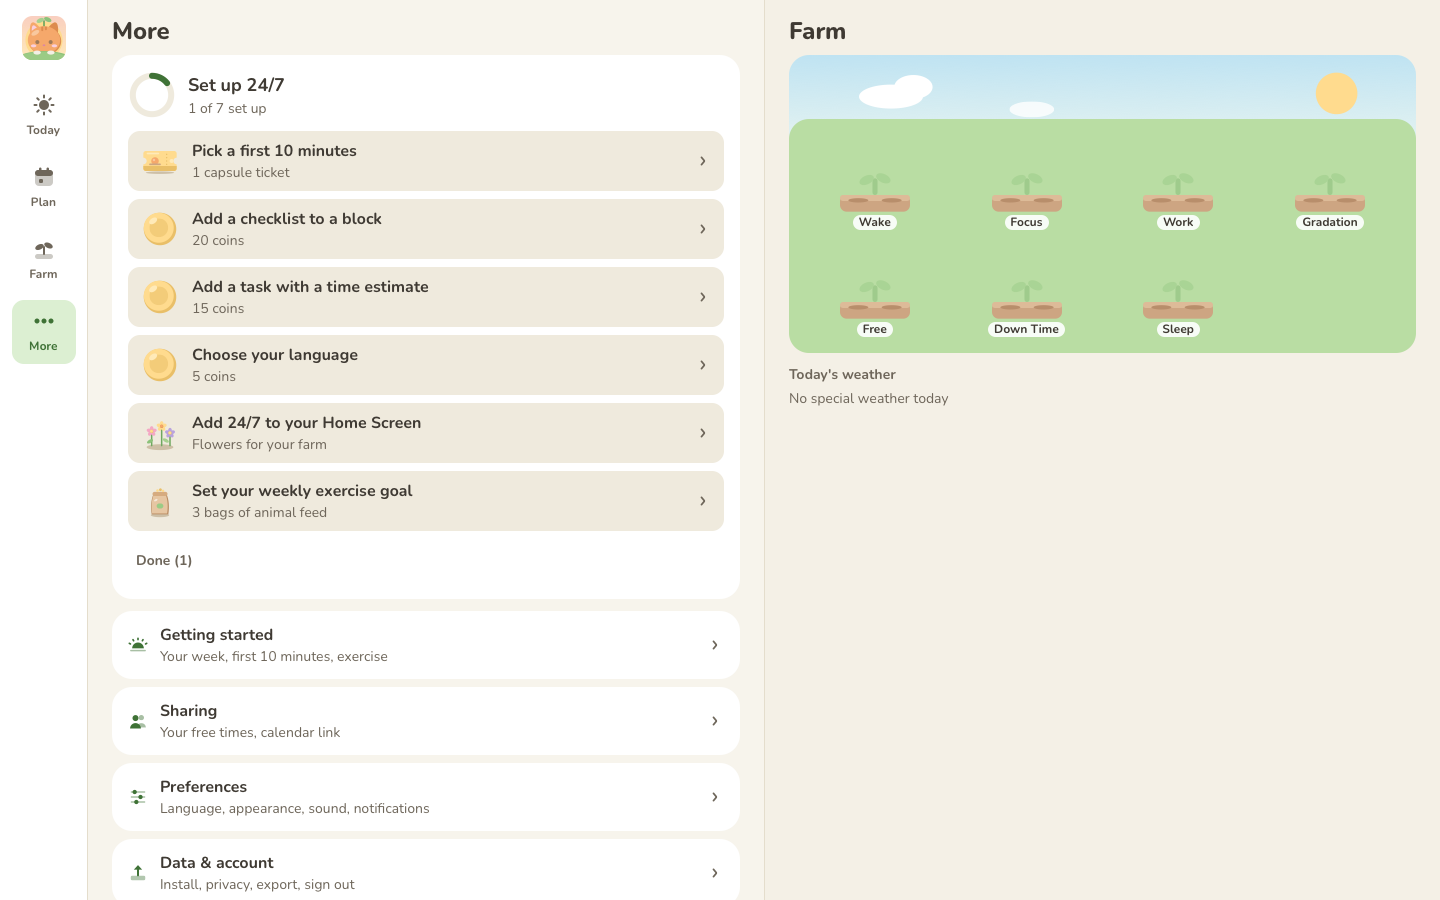 Today
Plan
Farm
More
More
Set up 24/7
1 of 7 set up
Pick a first 10 minutes
1 capsule ticket
Add a checklist to a block
20 coins
Add a task with a time estimate
15 coins
Choose your language
5 coins
Add 24/7 to your Home Screen
Flowers for your farm
Set your weekly exercise goal
3 bags of animal feed
Done (1)
Getting started
Your week, first 10 minutes, exercise
Sharing
Your free times, calendar link
Preferences
Language, appearance, sound, notifications
Data & account
Install, privacy, export, sign out
Farm
Wake
Focus
Work
Gradation
Free
Down Time
Sleep
Today's weather
No special weather today